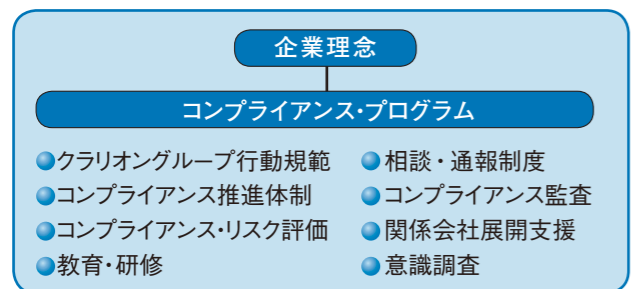 企業理念
コンプライアンス・プログラム
●クラリオングループ行動規範
●コンプライアンス推進体制
●コンプライアンス・リスク評価
●教育・研修
●相談・通報制度
●コンプライアンス監査
●関係会社展開支援
●意識調査